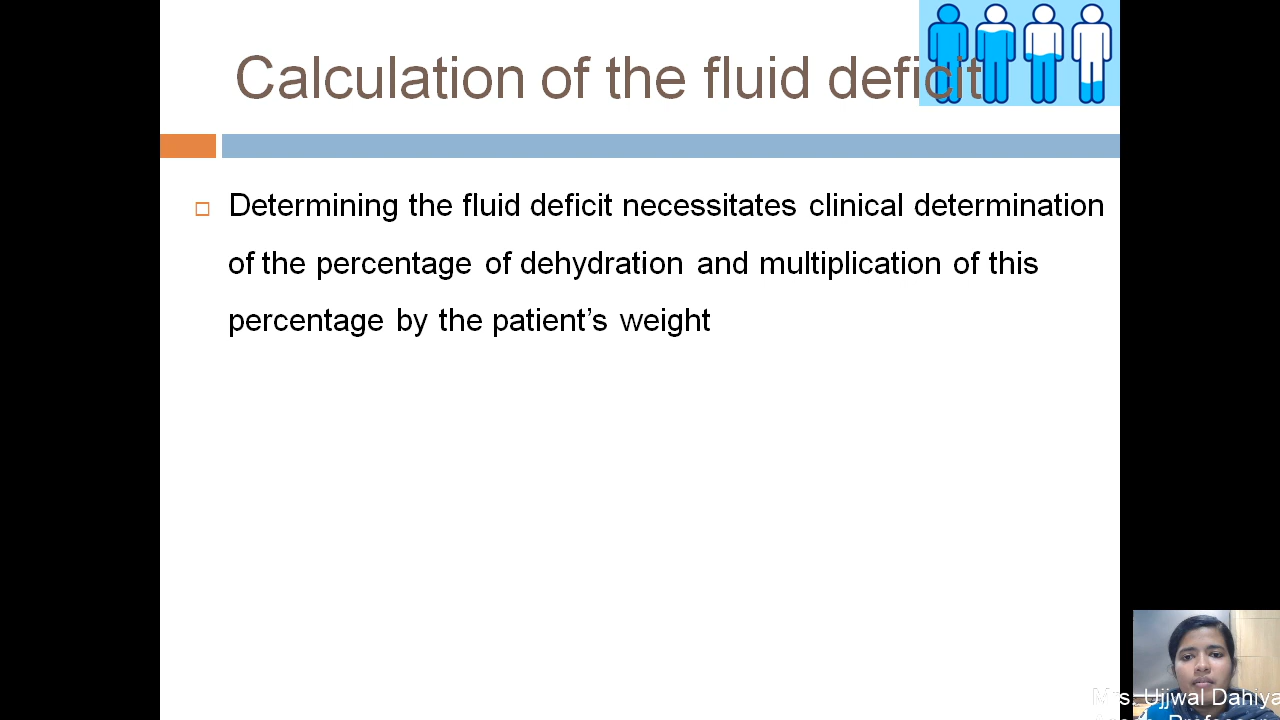 Calculation of the fluid deficit
Determining the fluid deficit necessitates clinical determination
of the percentage of dehydration and multiplication of this
percentage by the patient’s weight
Mrs. Ujjwal Dahiya